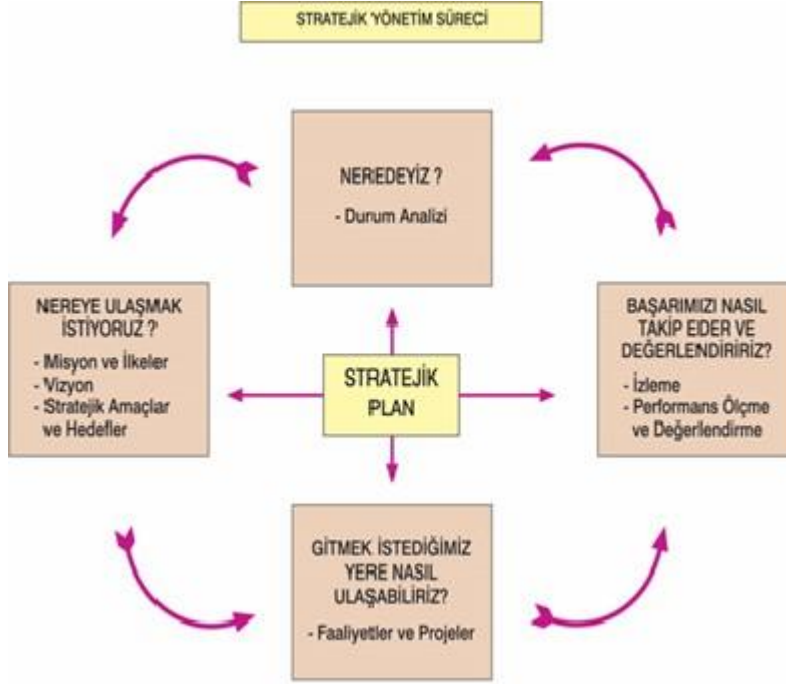 STRATEJİK YÖNETİM SÜRECİ
NEREDEYİZ ?
- Durum Analizi
NEREYE ULAŞMAK
İSTİYORUZ ?
- Misyon ve İlkeler
- Vizyon
- Stratejik Amaçlar
ve Hedefler
STRATEJİK
PLAN
BAŞARIMIZI NASIL
TAKİP EDER VE
DEĞERLENDİRİRİZ?
- İzleme
- Performans Ölçme
ve Değerlendirme
GİTMEK İSTEDİĞİMİZ
YERE NASIL
ULAŞABİLİRİZ?
- Faaliyetler ve Projeler